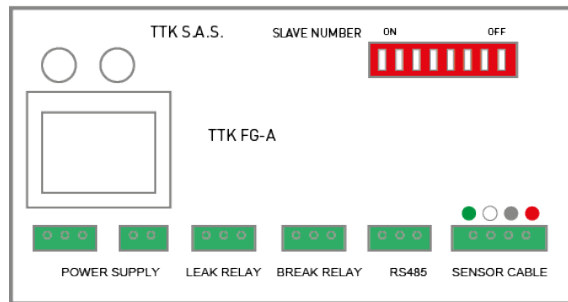 TTK S.A.S.
SLAVE NUMBER
ON
OFF
TTK FG-A
POWER SUPPLY
LEAK RELAY
BREAK RELAY
RS485
SENSOR CABLE